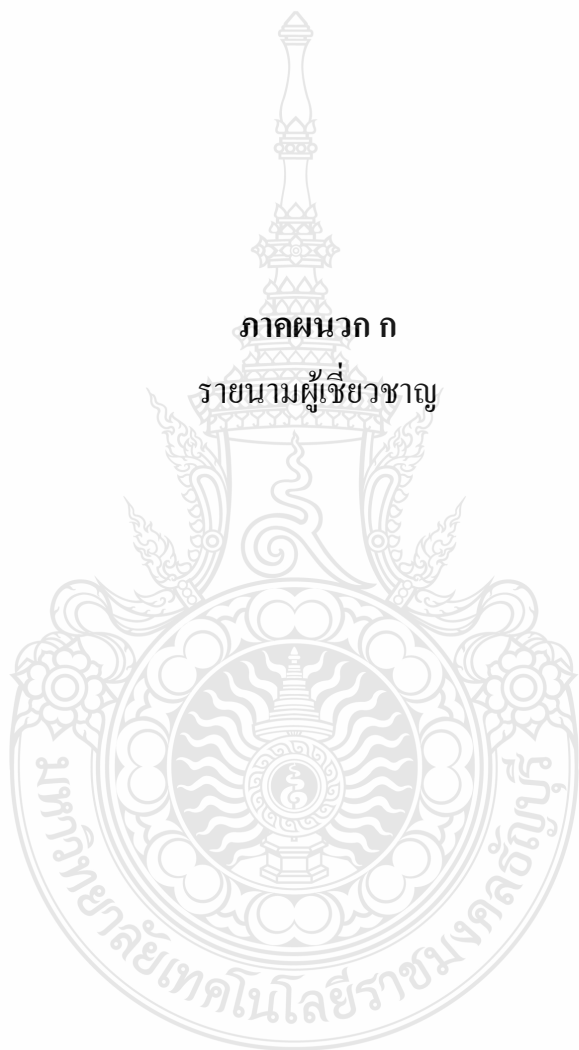 ภาคผนวก ก
รายนามผู้เชี่ยวชาญ
มหาวิทยาลัยเทคโนโลยีราชมงคลธัญบุรี